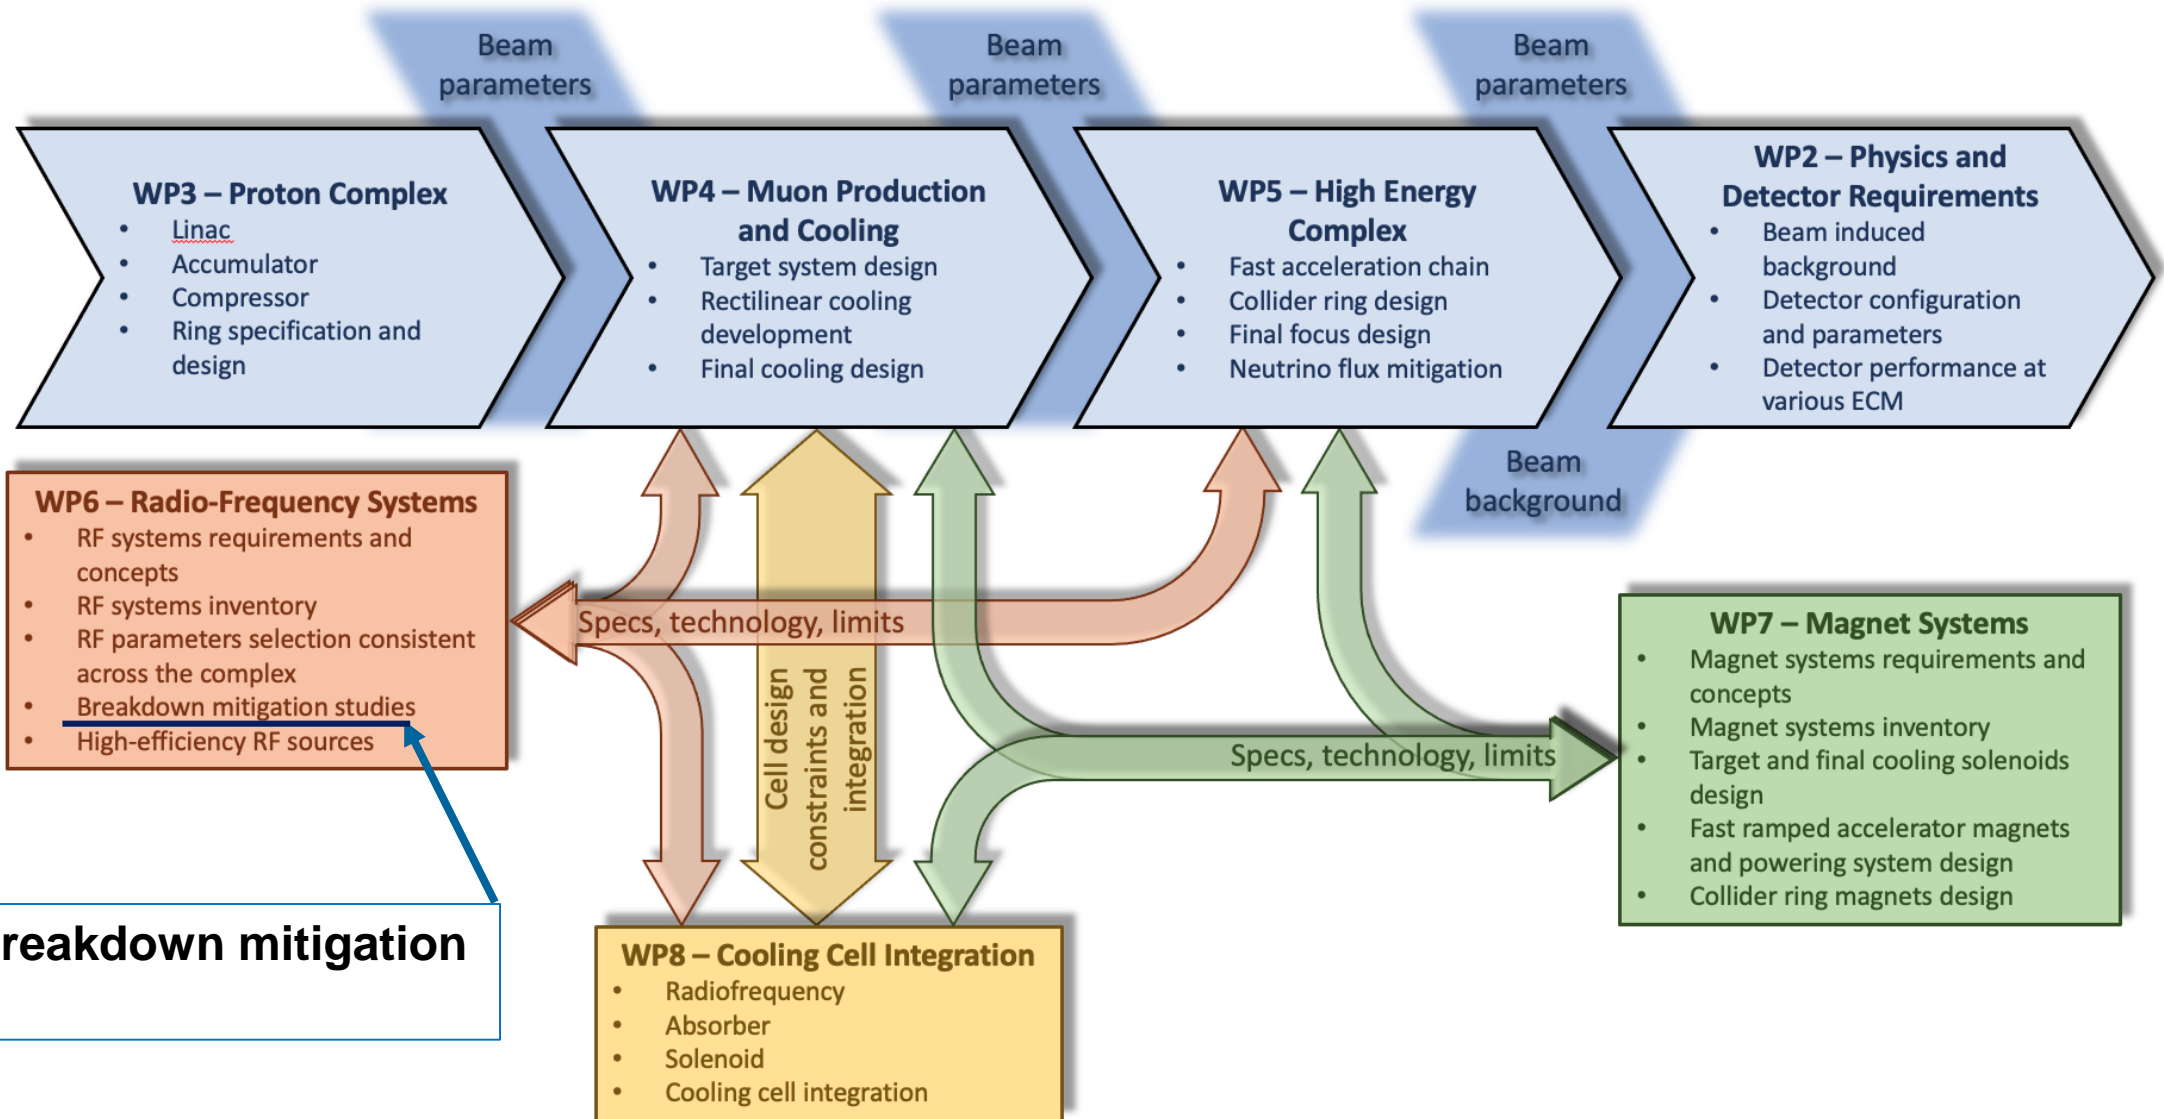 Beam
parameters
Beam
parameters
Beam
parameters
WP3 – Proton Complex
• Linac
• Accumulator
• Compressor
• Ring specification and
design
WP4 – Muon Production
and Cooling
• Target system design
• Rectilinear cooling
development
• Final cooling design
WP5 – High Energy
Complex
• Fast acceleration chain
• Collider ring design
• Final focus design
• Neutrino flux mitigation
WP2 – Physics and
Detector Requirements
• Beam induced
background
• Detector configuration
and parameters
• Detector performance at
various ECM
Beam
background
WP6 – Radio-Frequency Systems
• RF systems requirements and
concepts
• RF systems inventory
• RF parameters selection consistent
across the complex
• Breakdown mitigation studies
• High-efficiency RF sources
Specs, technology, limits
Cell design
constraints and
integration
Specs, technology, limits
WP7 – Magnet Systems
• Magnet systems requirements and
concepts
• Magnet systems inventory
• Target and final cooling solenoids
design
• Fast ramped accelerator magnets
and powering system design
• Collider ring magnets design
reakdown mitigation
WP8 – Cooling Cell Integration
• Radiofrequency
• Absorber
• Solenoid
• Cooling cell integration